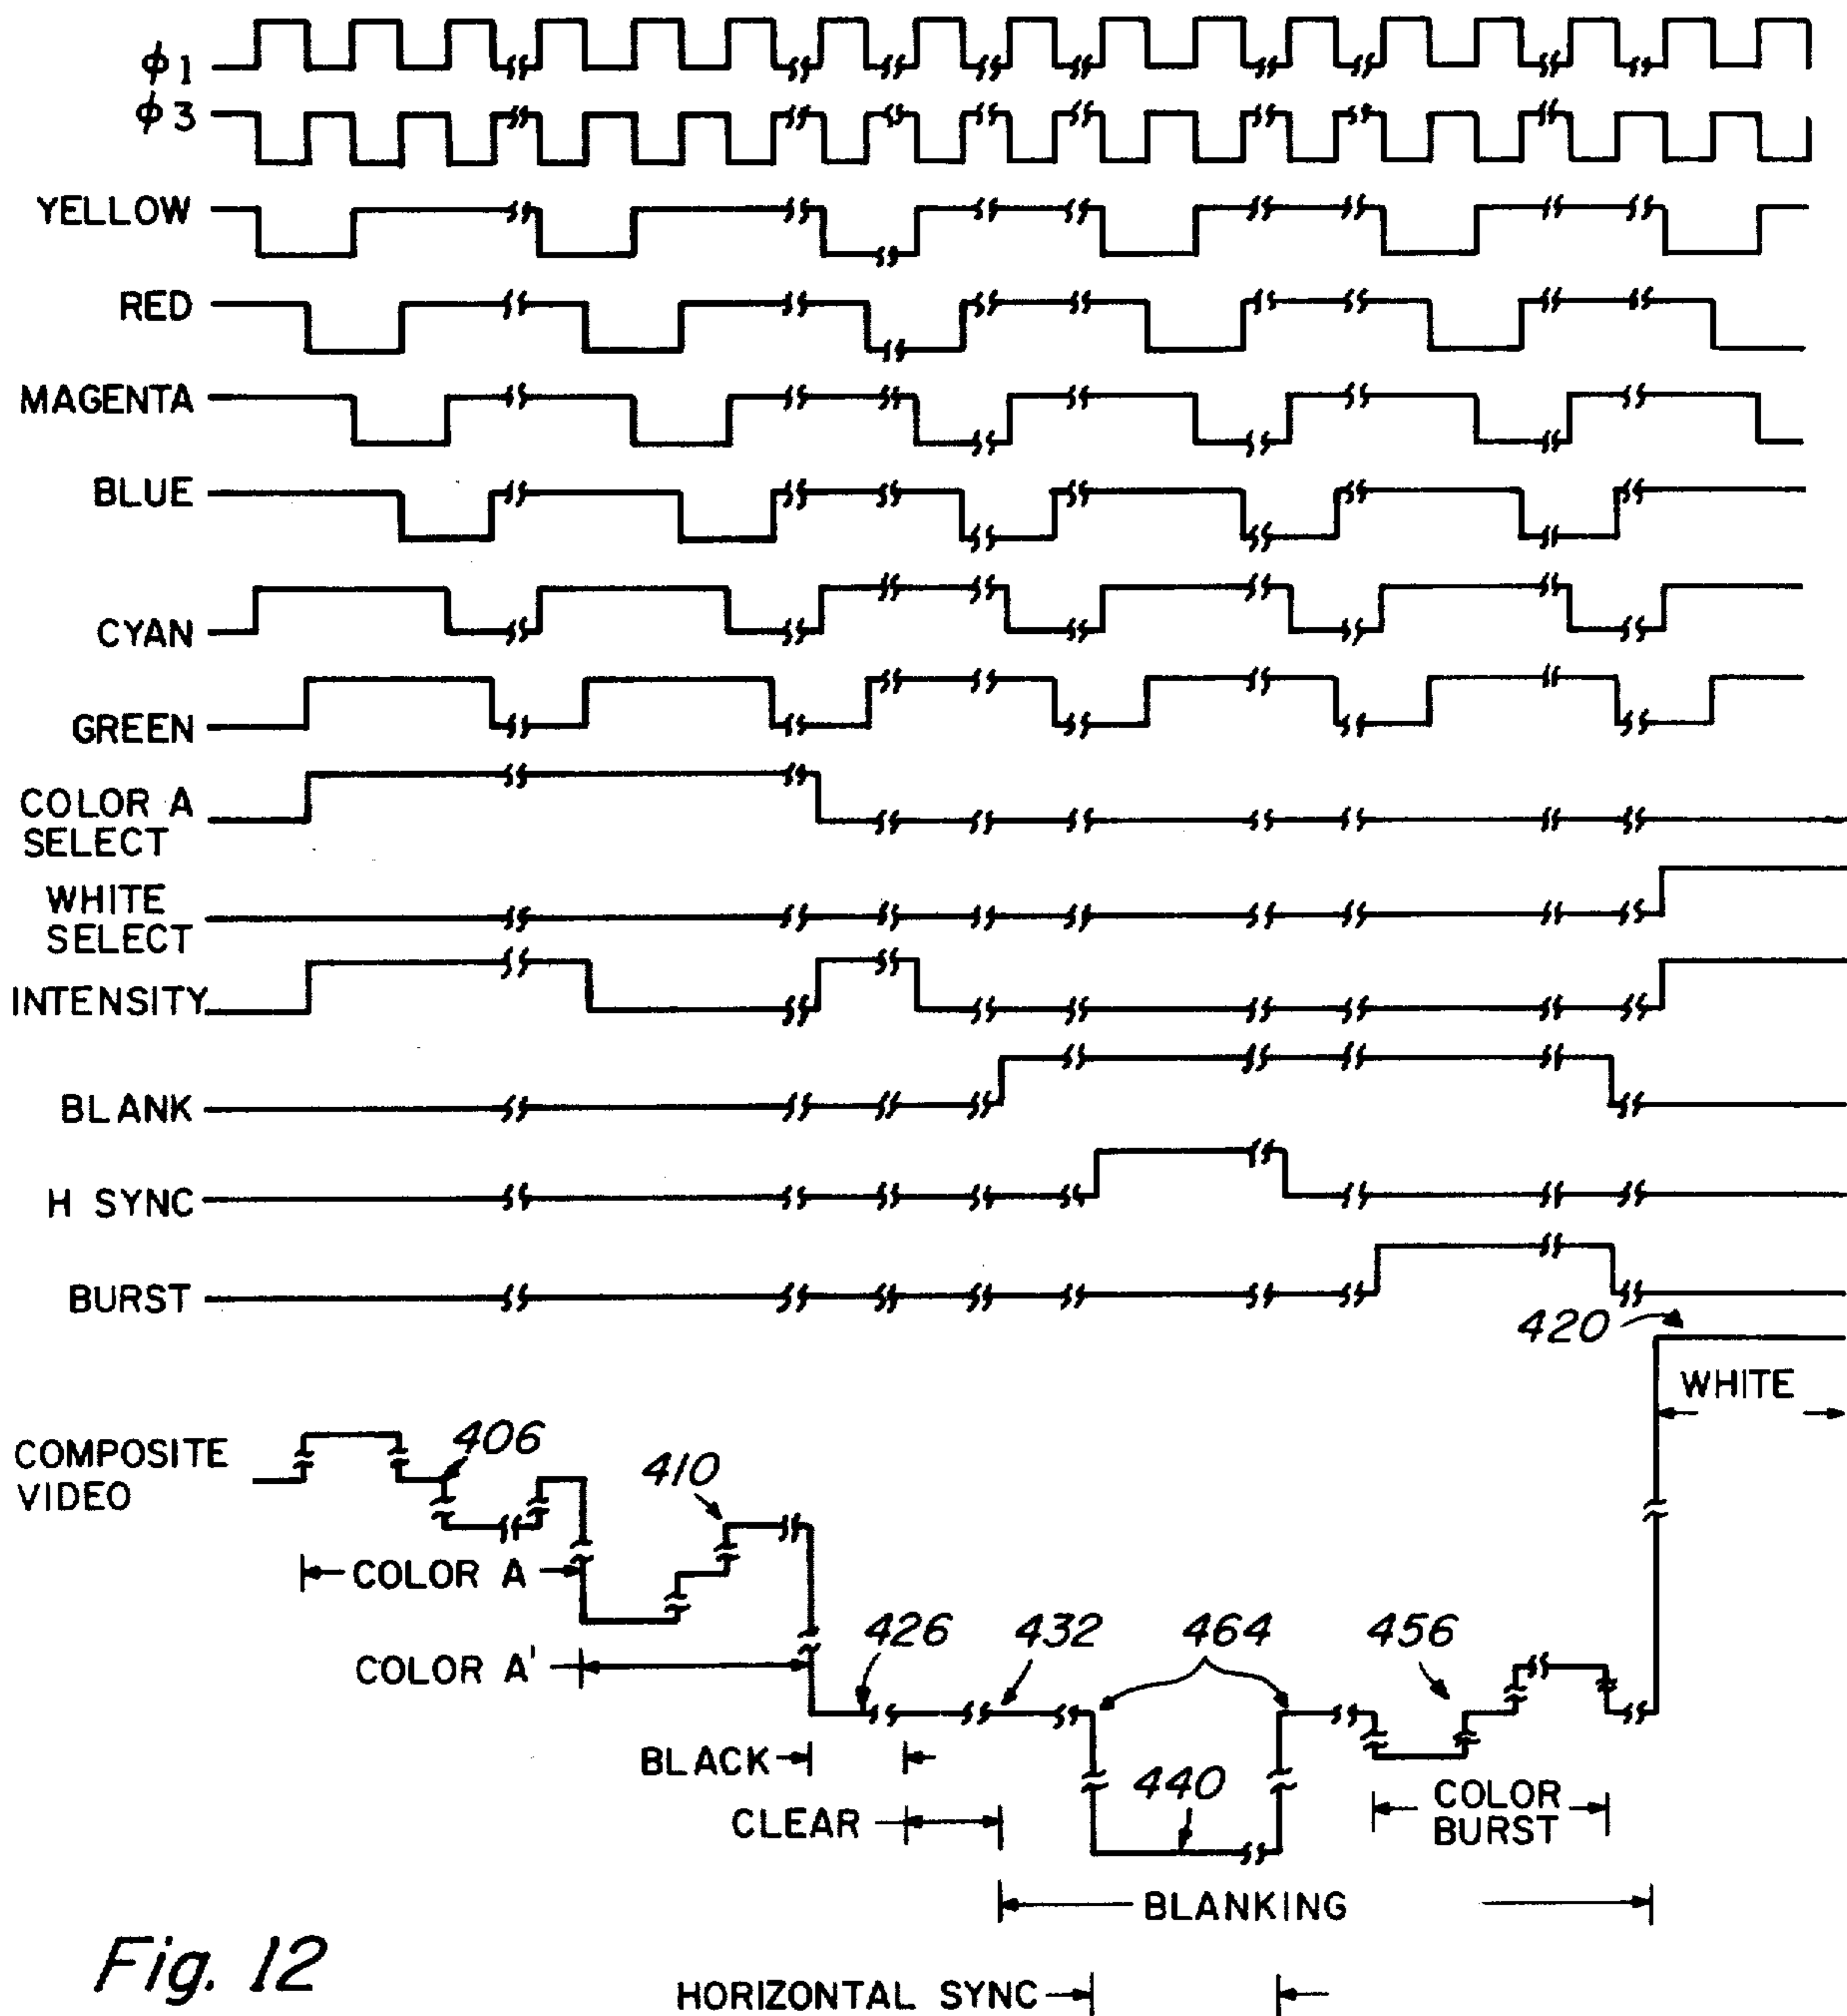 φ1
φ3
YELLOW
RED
MAGENTA
BLUE
CYAN
GREEN
COLOR A
SELECT
WHITE
SELECT
INTENSITY
BLANK
H SYNC
BURST
420
WHITE
COMPOSITE
VIDEO
406
410
COLOR A
COLOR A'
426
432
464
456
BLACK
440
CLEAR
COLOR
BURST
BLANKING
Fig. 12
HORIZONTAL SYNC